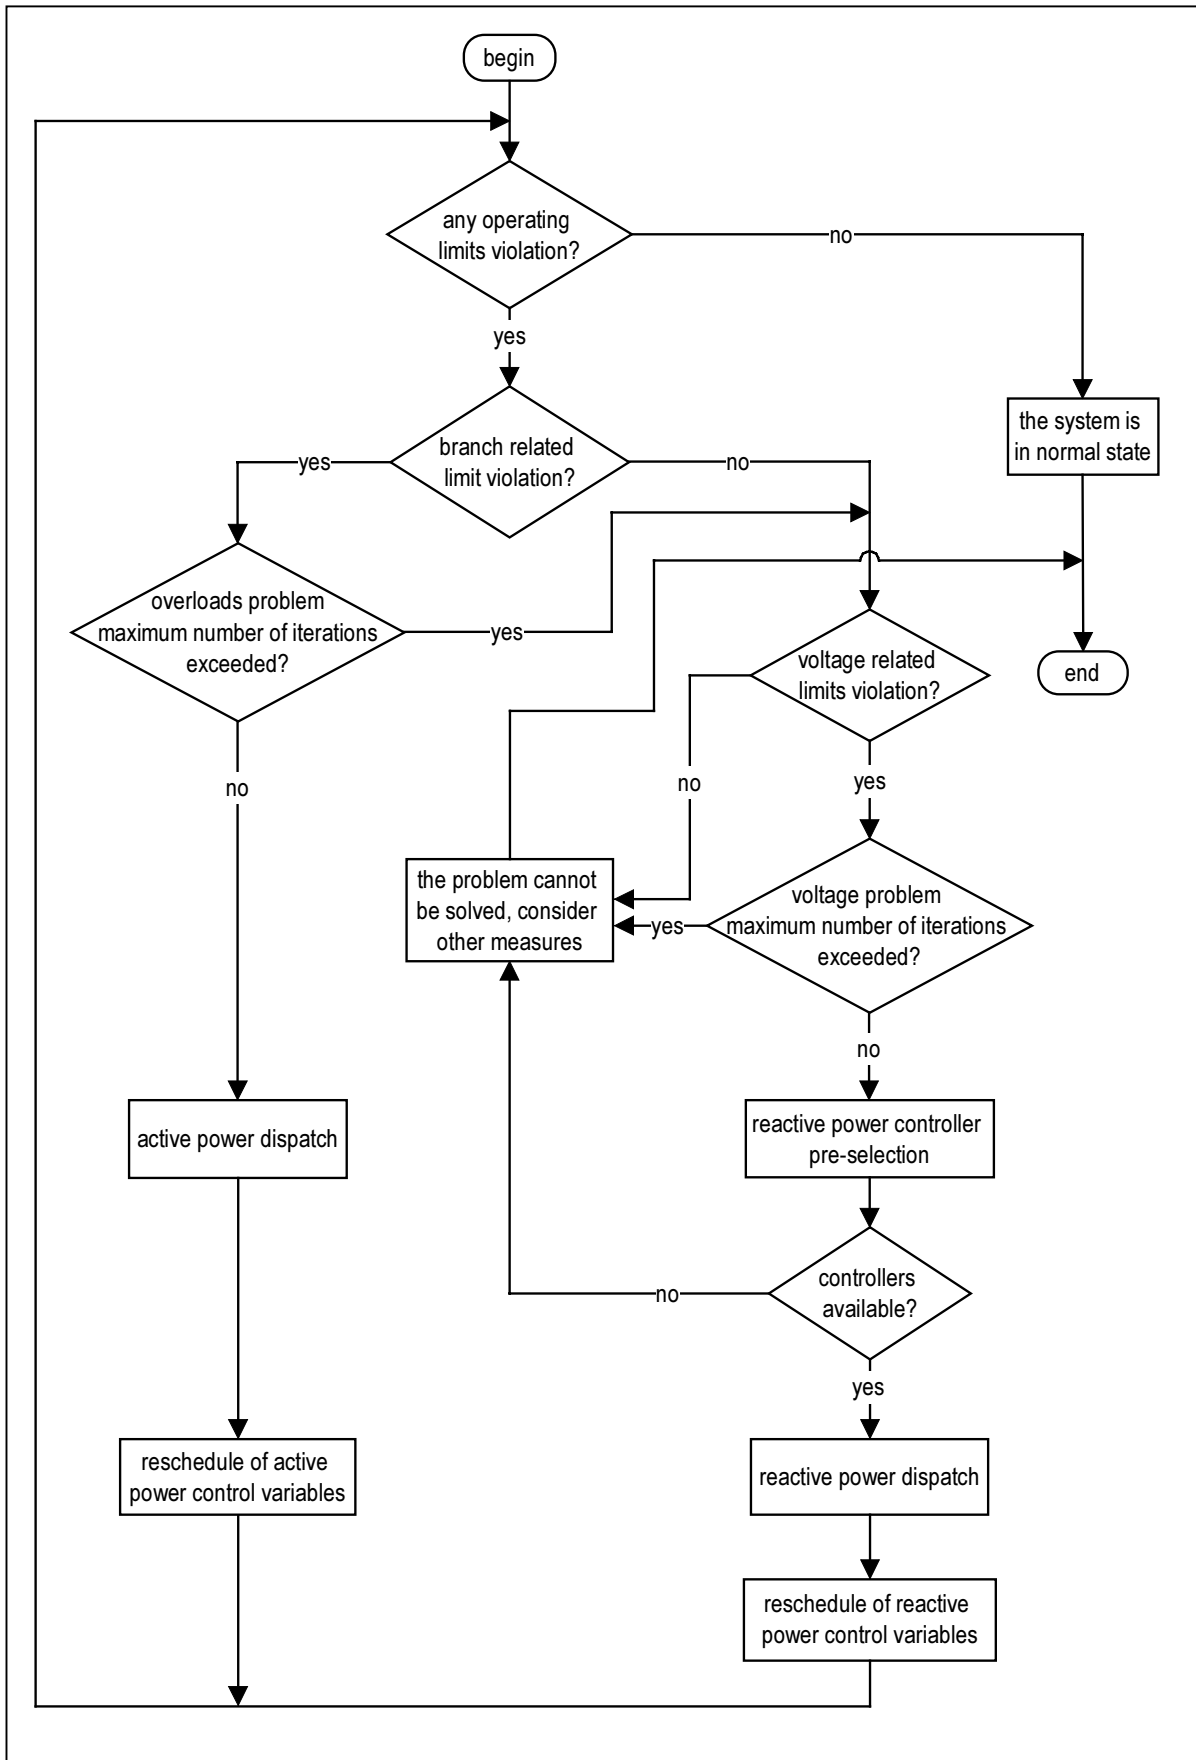 begin
any operating
limits violation?
no
yes
the system is
in normal state
branch related
limit violation?
yes
no
overloads problem
maximum number of iterations
exceeded?
yes
voltage related
limits violation?
end
no
no
yes
the problem cannot
be solved, consider
other measures
yes
voltage problem
maximum number of iterations
exceeded?
no
active power dispatch
reactive power controller
pre-selection
no
controllers
available?
yes
reschedule of active
power control variables
reactive power dispatch
reschedule of reactive
power control variables